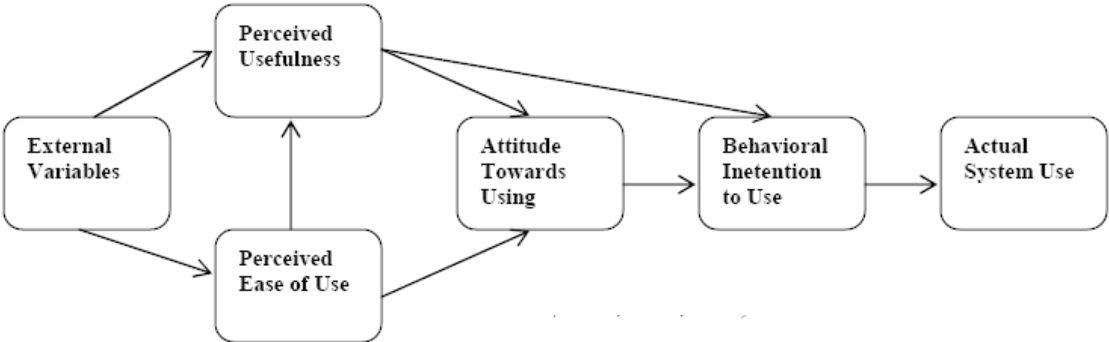 Perceived
Usefulness
External
Variables
Attitude
Towards
Using
Behavioral
Inetention
to Use
Actual
System Use
Perceived
Ease of Use